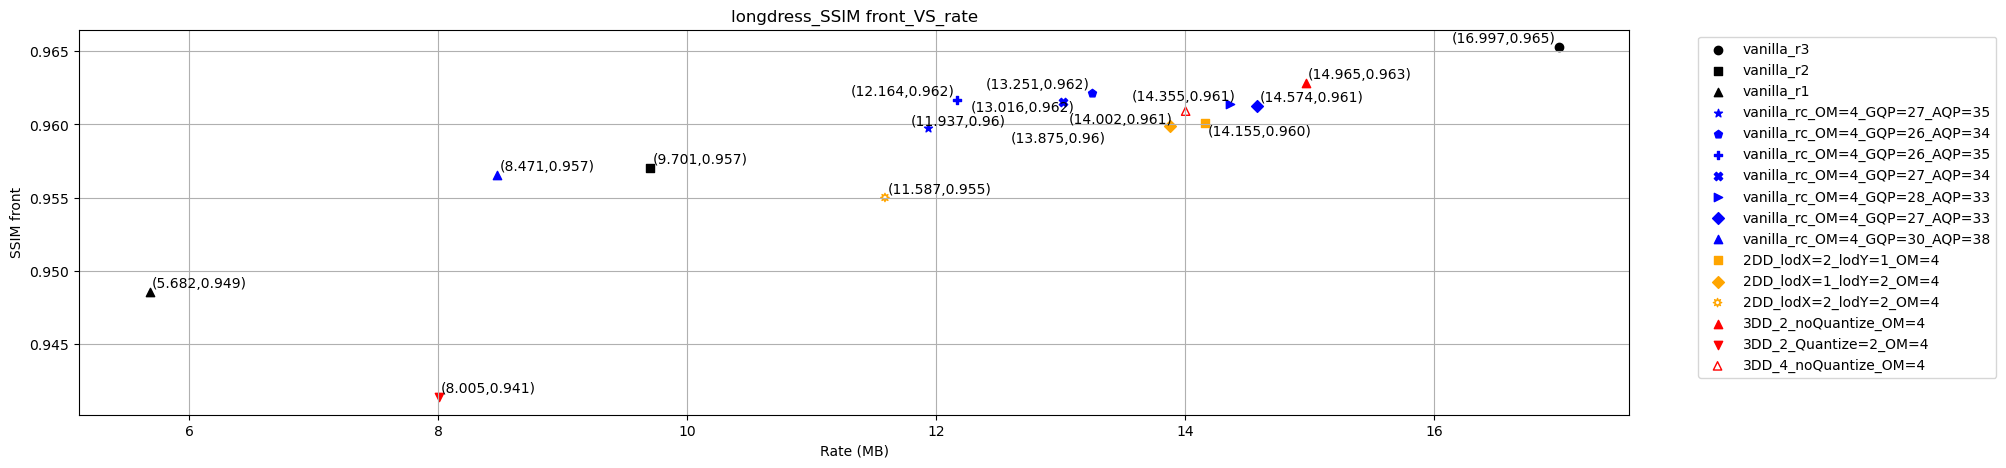 longdress_SSIM front_VS_rate
0.965
0.960
0.955
0.950
0.945
SSIM front
(16.997,0.965)
(14.965,0.963)
(13.251,0.962)
(12.164,0.962)
(14.355,0.961)
(14.574,0.961)
(13.016,0.962)
(11.937,0.96)
(14.002,0.961)
(14.155,0.960)
(13.875,0.96)
(9.701,0.957)
(8.471,0.957)
(11.587,0.955)
(5.682,0.949)
(8.005,0.941)
6
8
10
12
14
16
Rate (MB)
vanilla_r3
vanilla_r2
vanilla_r1
vanilla_rc_OM=4_GQP=27_AQP=35
vanilla_rc_OM=4_GQP=26_AQP=34
vanilla_rc_OM=4_GQP=26_AQP=35
vanilla_rc_OM=4_GQP=27_AQP=34
vanilla_rc_OM=4_GQP=28_AQP=33
vanilla_rc_OM=4_GQP=27_AQP=33
vanilla_rc_OM=4_GQP=30_AQP=38
2DD_lodX=2_lodY=1_OM=4
2DD_lodX=1_lodY=2_OM=4
2DD_lodX=2_lodY=2_OM=4
3DD_2_noQuantize_OM=4
3DD_2_Quantize=2_OM=4
3DD_4_noQuantize_OM=4